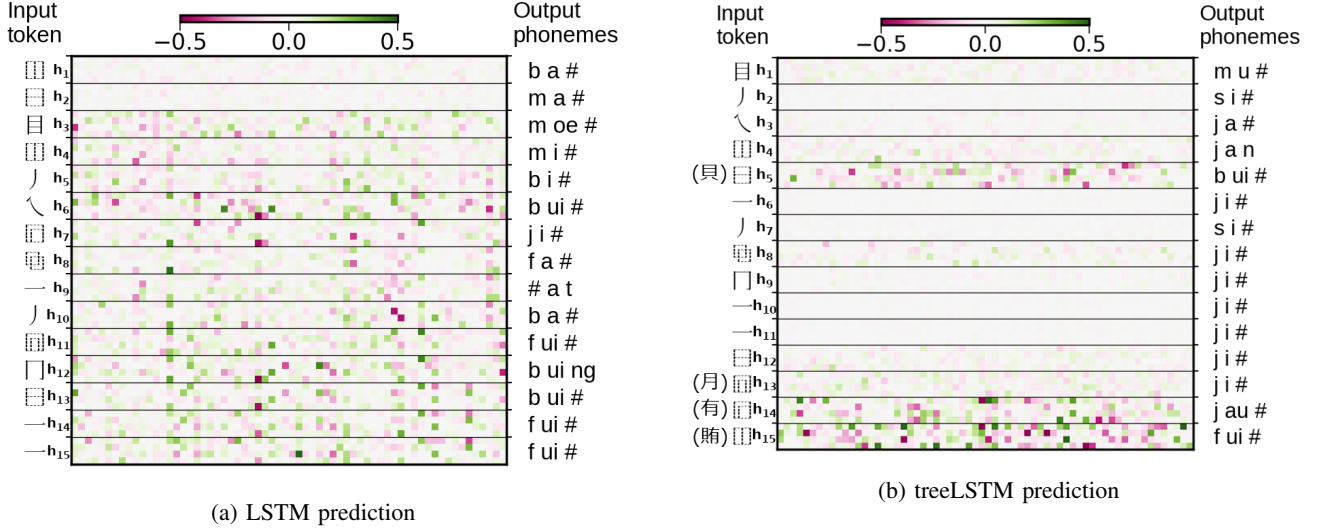 Input token
−0.5 0.0 0.5
Output phonemes
⿰ h₁ b a #
⿱ h₂ m a #
目 h₃ m oe #
⿰ h₄ m i #
丿 h₅ b i #
乀 h₆ b ui #
⿸ h₇ j i #
⿻ h₈ f a #
一 h₉ # a t
丿 h₁₀ b a #
⿵ h₁₁ f ui #
冂 h₁₂ b ui ng
⿱ h₁₃ b ui #
一 h₁₄ f ui #
一 h₁₅ f ui #
(a) LSTM prediction
Input token
−0.5 0.0 0.5
Output phonemes
目 h₁ m u #
丿 h₂ s i #
乀 h₃ j a #
⿰ h₄ j a n
(貝) ⿱ h₅ b ui #
一 h₆ j i #
丿 h₇ s i #
⿻ h₈ j i #
冂 h₉ j i #
一 h₁₀ j i #
一 h₁₁ j i #
⿱ h₁₂ j i #
(月) ⿵ h₁₃ j i #
(有) ⿸ h₁₄ j au #
(賄) ⿰ h₁₅ f ui #
(b) treeLSTM prediction